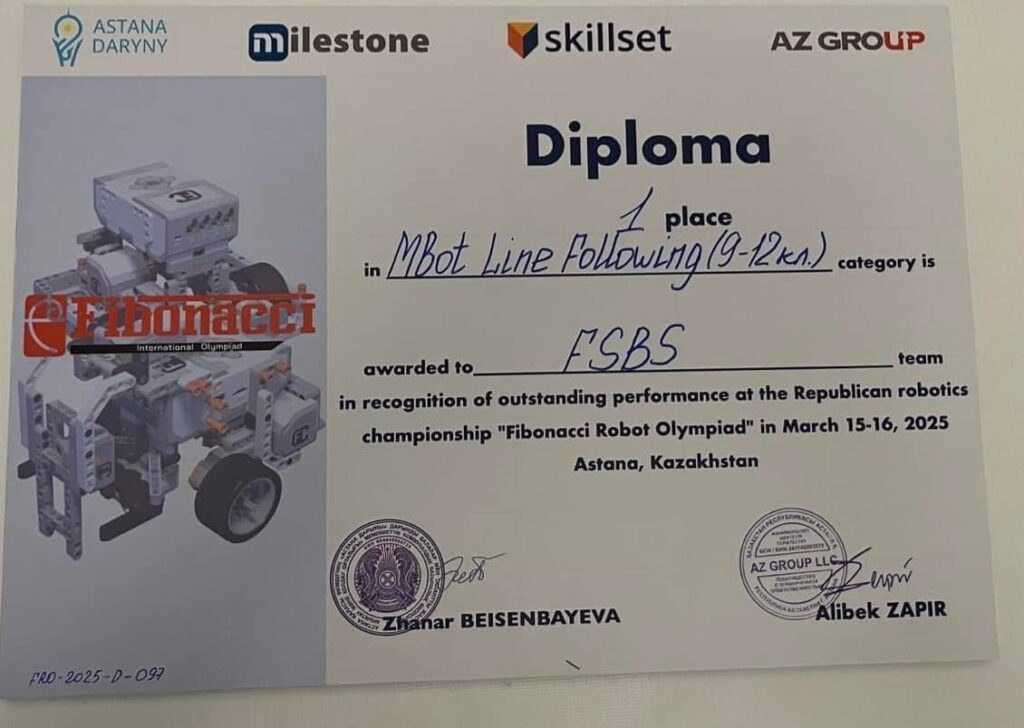 ASTANA
DARYNY
milestone
skillset
AZ GROUP
Diploma
1 place
in MBot Line Following (9-12 кл.) category is
awarded to FSBS team
in recognition of outstanding performance at the Republican robotics
championship "Fibonacci Robot Olympiad" in March 15-16, 2025
Astana, Kazakhstan
Fibonacci
International Olympiad
AZ GROUP LLC
Zhanar BEISENBAYEVA
Alibek ZAPIR
FRO-2025-D-097